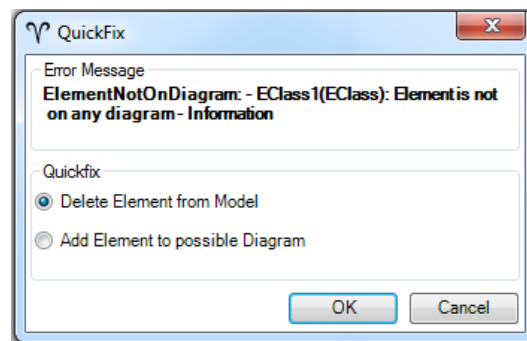 QuickFix
Error Message
ElementNotOnDiagram: - EClass1(EClass): Element is not
on any diagram - Information
Quickfix
Delete Element from Model
Add Element to possible Diagram
OK
Cancel